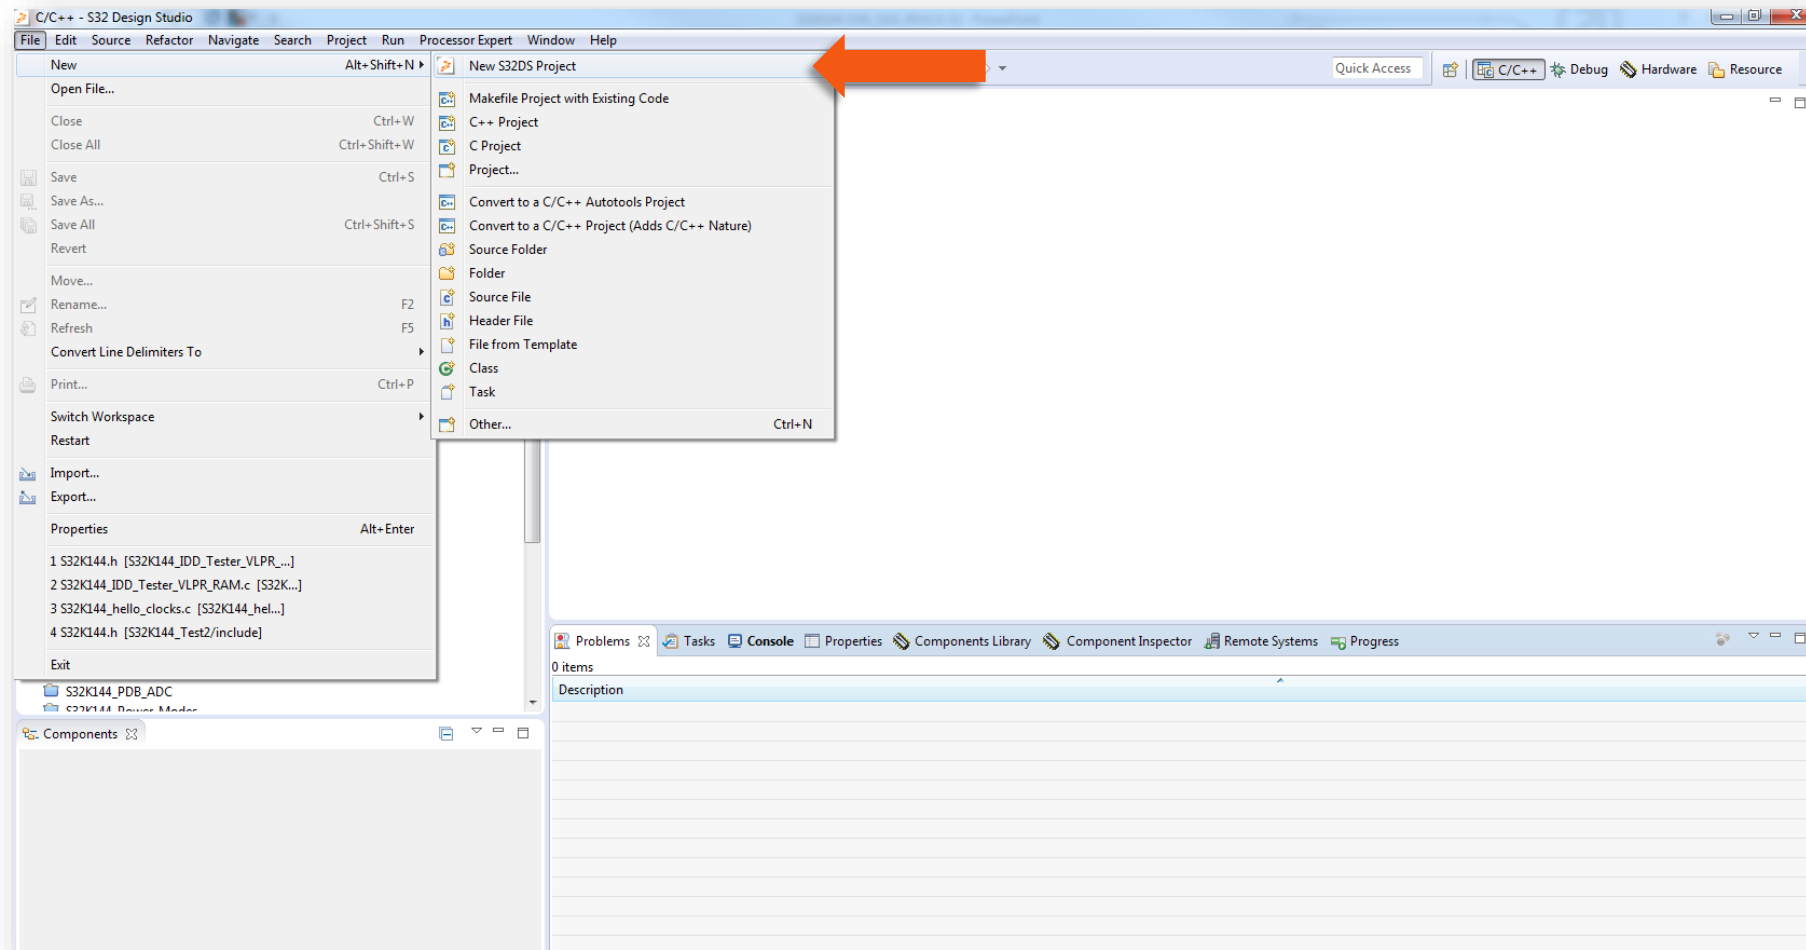 C/C++ - S32 Design Studio
File Edit Source Refactor Navigate Search Project Run Processor Expert Window Help
New Alt+Shift+N
Open File...
Close Ctrl+W
Close All Ctrl+Shift+W
Save Ctrl+S
Save As...
Save All Ctrl+Shift+S
Revert
Move...
Rename... F2
Refresh F5
Convert Line Delimiters To
Print... Ctrl+P
Switch Workspace
Restart
Import...
Export...
Properties Alt+Enter
1 S32K144.h [S32K144_IDD_Tester_VLPR_...]
2 S32K144_IDD_Tester_VLPR_RAM.c [S32K...]
3 S32K144_hello_clocks.c [S32K144_hel...]
4 S32K144.h [S32K144_Test2/include]
Exit
New S32DS Project
Makefile Project with Existing Code
C++ Project
C Project
Project...
Convert to a C/C++ Autotools Project
Convert to a C/C++ Project (Adds C/C++ Nature)
Source Folder
Folder
Source File
Header File
File from Template
Class
Task
Other... Ctrl+N
Quick Access C/C++ Debug Hardware Resource
S32K144_PDB_ADC
S32K144_Power_Modes
Components
Problems Tasks Console Properties Components Library Component Inspector Remote Systems Progress
0 items
Description